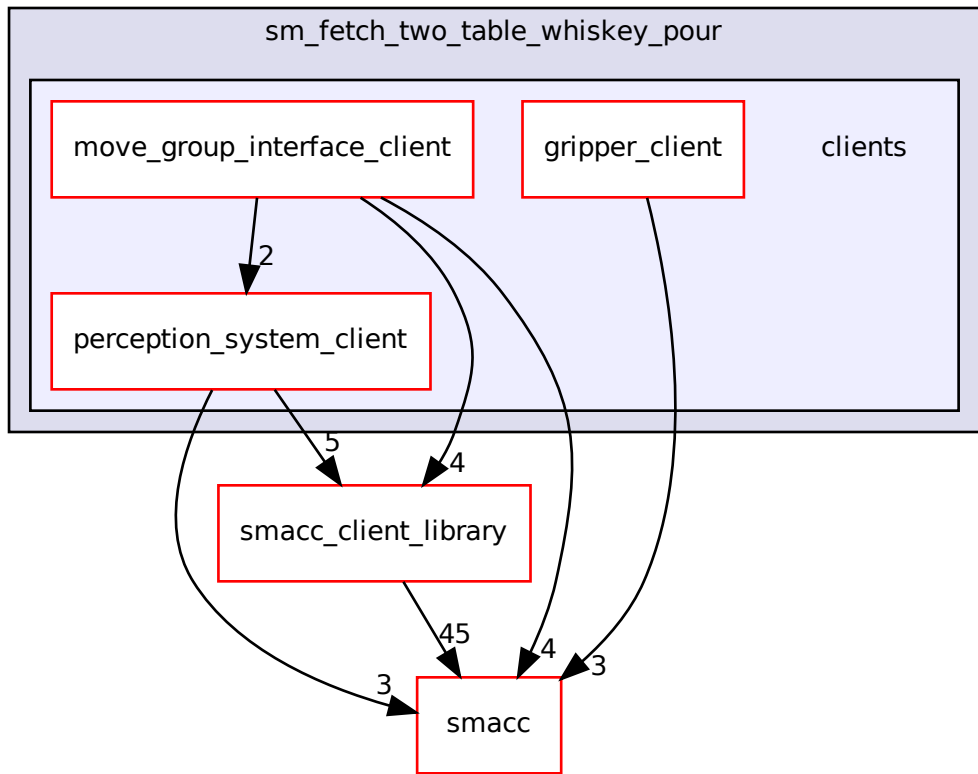 sm_fetch_two_table_whiskey_pour
move_group_interface_client
gripper_client
clients
2
perception_system_client
5
4
smacc_client_library
45
4
3
3
smacc